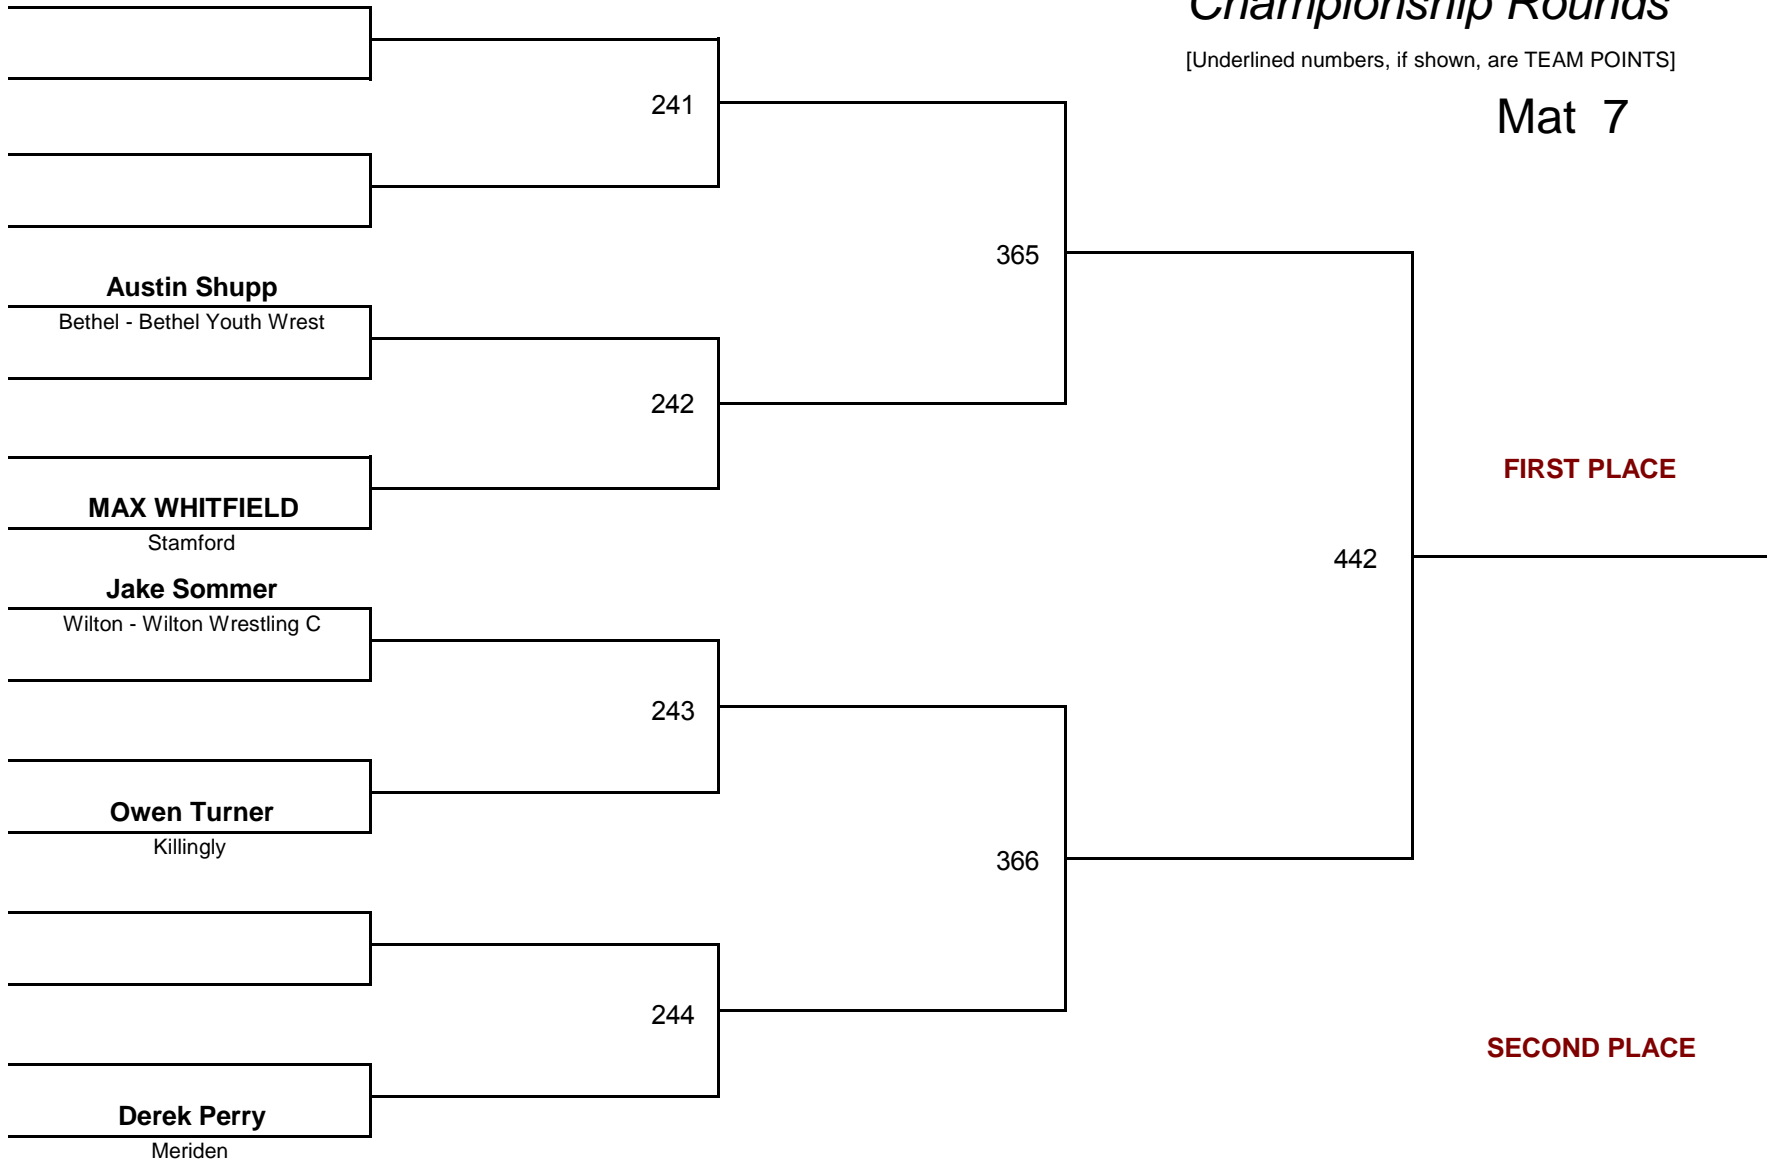 Championship Rounds
[Underlined numbers, if shown, are TEAM POINTS]
Mat 7
241
365
Austin Shupp
Bethel - Bethel Youth Wrest
242
FIRST PLACE
MAX WHITFIELD
Stamford
442
Jake Sommer
Wilton - Wilton Wrestling C
243
Owen Turner
Killingly
366
244
SECOND PLACE
Derek Perry
Meriden